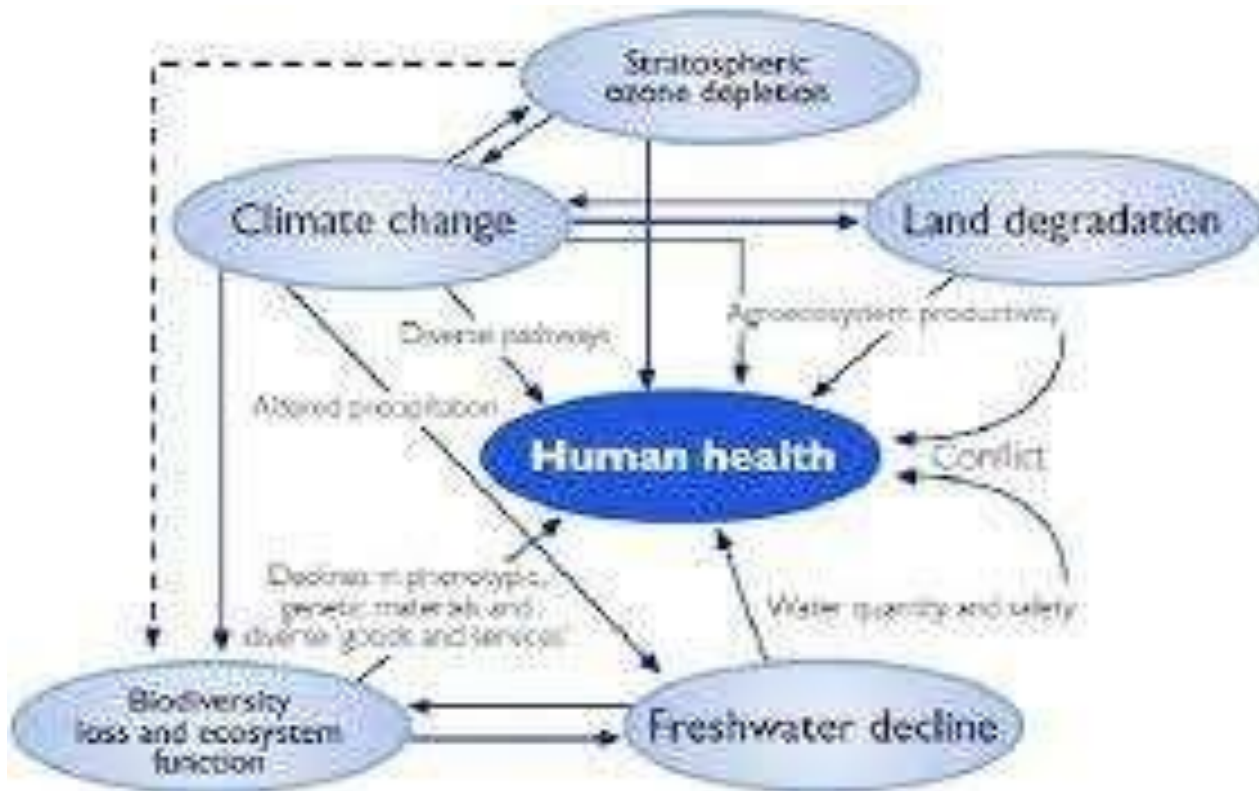 Stratospheric
ozone depletion
Climate change
Land degradation
Agroecosystem productivity
Diverse pathways
Altered precipitation
Human health
Conflict
Declines in phenotypic,
genetic materials and
diverse 'goods and services'
Water quantity and safety
Biodiversity
loss and ecosystem
function
Freshwater decline